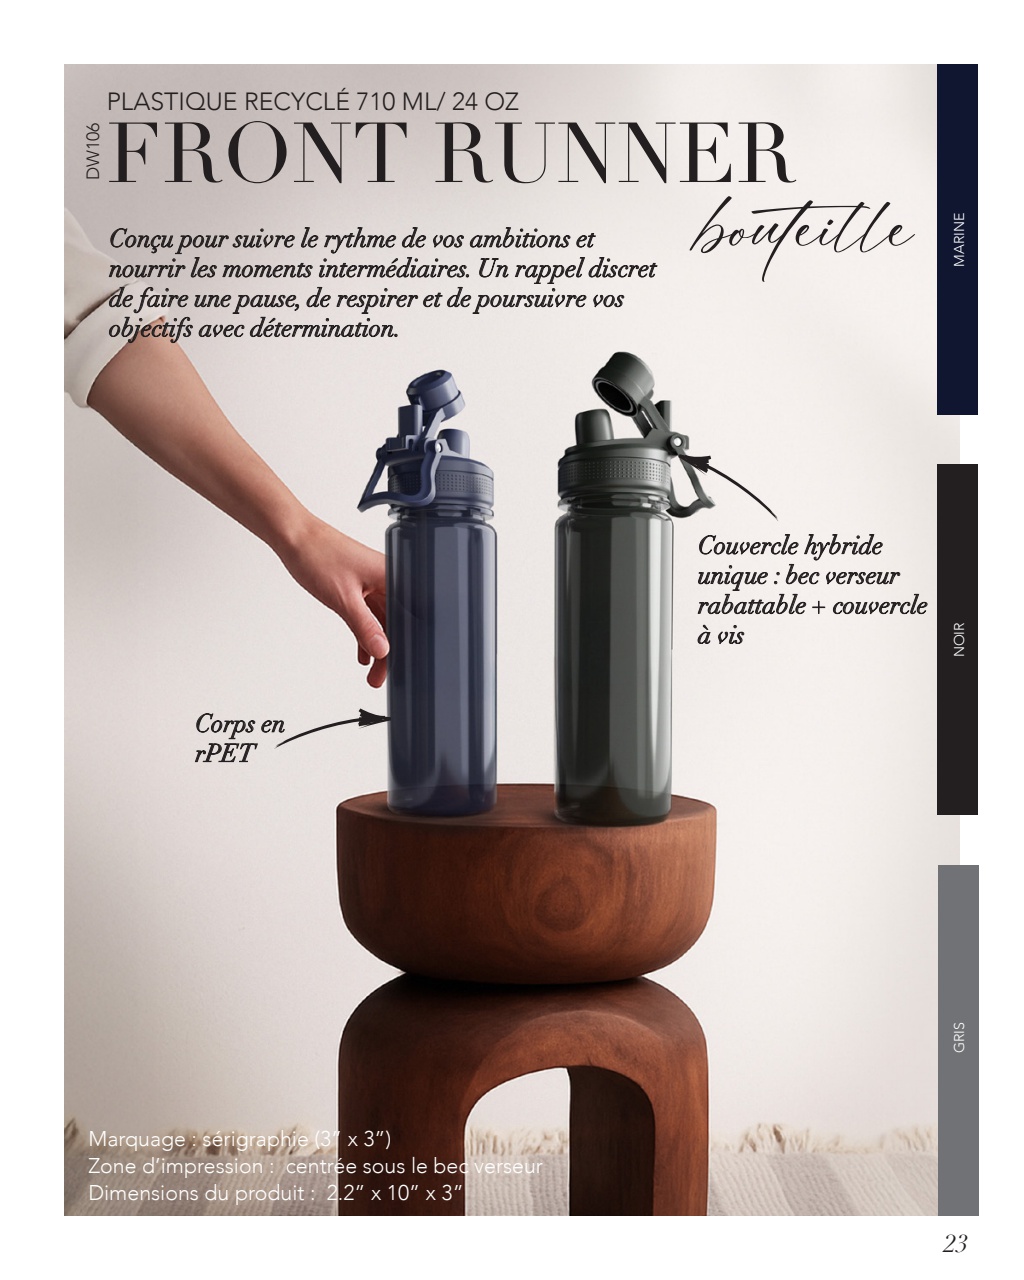 PLASTIQUE RECYCLÉ 710 ML/ 24 OZ
DW106
FRONT RUNNER
bouteille
Conçu pour suivre le rythme de vos ambitions et
nourrir les moments intermédiaires. Un rappel discret
de faire une pause, de respirer et de poursuivre vos
objectifs avec détermination.
MARINE
Couvercle hybride
unique : bec verseur
rabattable + couvercle
à vis
NOIR
Corps en
rPET
GRIS
Marquage : sérigraphie (3” x 3”)
Zone d’impression :  centrée sous le bec verseur
Dimensions du produit :  2.2” x 10” x 3”
23